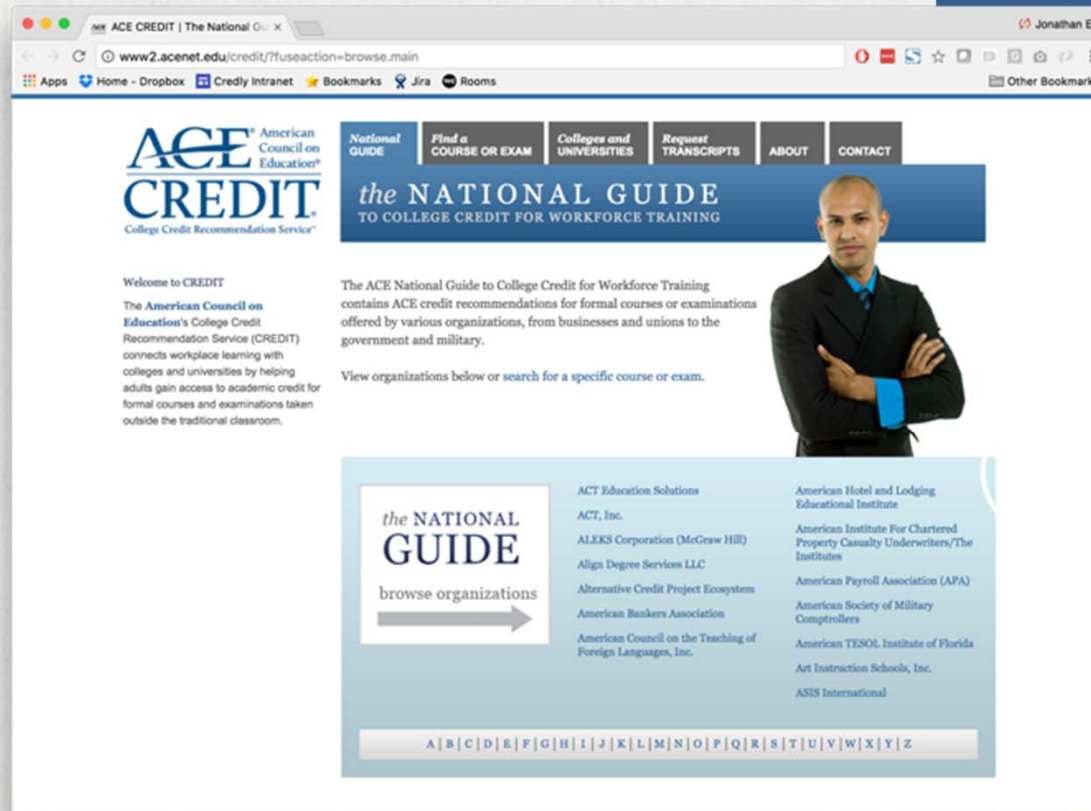 ACE CREDIT | The National Gu
Jonathan E
www2.acenet.edu/credit/?fuseaction=browse.main
Apps Home - Dropbox Credly Intranet Bookmarks Jira Rooms Other Bookmark
ACE® American Council on Education®
CREDIT®
College Credit Recommendation Service™
National GUIDE
Find a COURSE OR EXAM
Colleges and UNIVERSITIES
Request TRANSCRIPTS
ABOUT
CONTACT
the NATIONAL GUIDE
TO COLLEGE CREDIT FOR WORKFORCE TRAINING
Welcome to CREDIT
The American Council on
Education's College Credit
Recommendation Service (CREDIT)
connects workplace learning with
colleges and universities by helping
adults gain access to academic credit for
formal courses and examinations taken
outside the traditional classroom.
The ACE National Guide to College Credit for Workforce Training
contains ACE credit recommendations for formal courses or examinations
offered by various organizations, from businesses and unions to the
government and military.
View organizations below or search for a specific course or exam.
the NATIONAL
GUIDE
browse organizations
ACT Education Solutions
ACT, Inc.
ALEKS Corporation (McGraw Hill)
Align Degree Services LLC
Alternative Credit Project Ecosystem
American Bankers Association
American Council on the Teaching of
Foreign Languages, Inc.
American Hotel and Lodging
Educational Institute
American Institute For Chartered
Property Casualty Underwriters/The
Institutes
American Payroll Association (APA)
American Society of Military
Comptrollers
American TESOL Institute of Florida
Art Instruction Schools, Inc.
ASIS International
A | B | C | D | E | F | G | H | I | J | K | L | M | N | O | P | Q | R | S | T | U | V | W | X | Y | Z